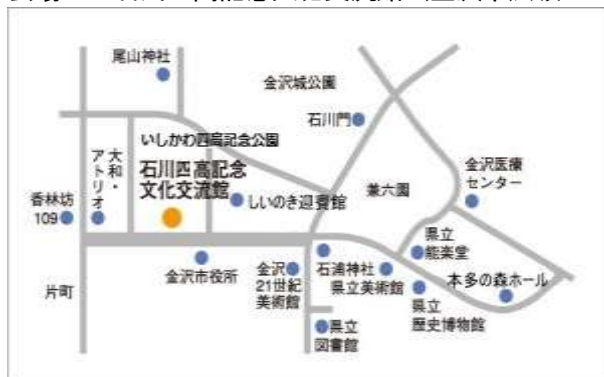 尾山神社
金沢城公園
石川門
いしかわ四高記念公園
大和・
アトリオ
石川四高記念
文化交流館
しいのき迎賓館
兼六園
金沢医療
センター
香林坊
109
県立
能楽堂
片町
金沢市役所
金沢
21世紀
美術館
石浦神社
県立美術館
本多の森ホール
県立
歴史博物館
県立
図書館